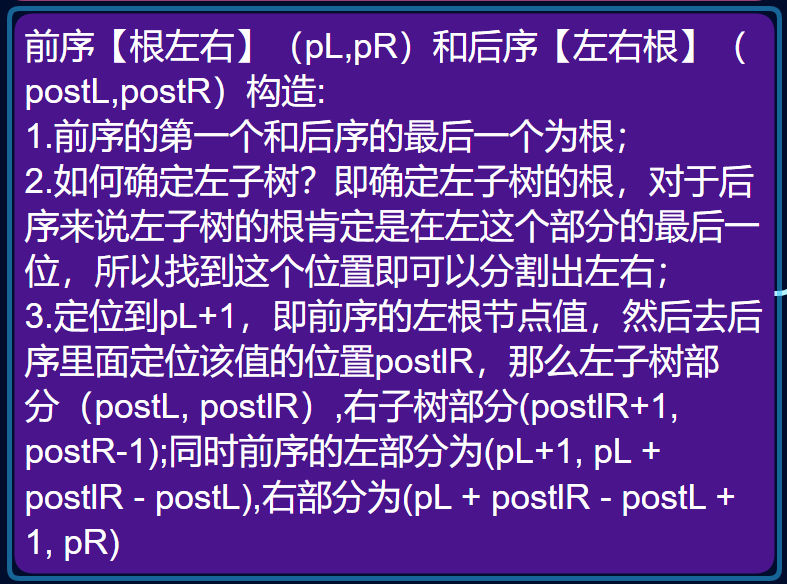 前序【根左右】（pL,pR）和后序【左右根】（
postL,postR）构造:
1.前序的第一个和后序的最后一个为根；
2.如何确定左子树？即确定左子树的根，对于后
序来说左子树的根肯定是在左这个部分的最后一
位，所以找到这个位置即可以分割出左右；
3.定位到pL+1，即前序的左根节点值，然后去后
序里面定位该值的位置postlR，那么左子树部
分（postL, postlR）,右子树部分(postlR+1,
postR-1);同时前序的左部分为(pL+1, pL +
postlR - postL),右部分为(pL + postlR - postL +
1, pR)